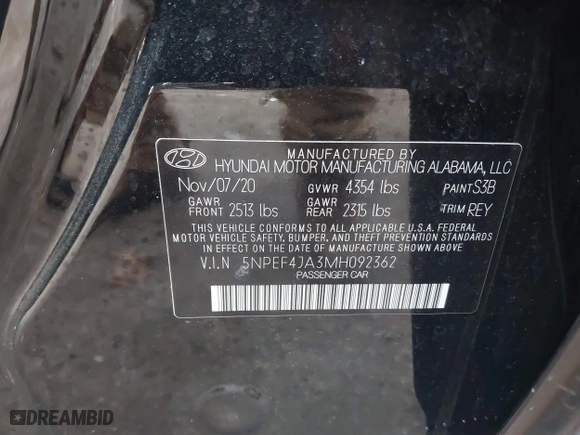 MANUFACTURED BY
HYUNDAI MOTOR MANUFACTURING ALABAMA, LLC
Nov/07/20 GVWR 4354 lbs PAINT S3B
GAWR FRONT 2513 lbs GAWR REAR 2315 lbs TRIM REY
THIS VEHICLE CONFORMS TO ALL APPLICABLE U.S.A. FEDERAL
MOTOR VEHICLE SAFETY, BUMPER, AND THEFT PREVENTION STANDARDS
IN EFFECT ON THE DATE OF MANUFACTURE SHOWN ABOVE
V.I.N 5NPEF4JA3MH092362
PASSENGER CAR
DREAMBID